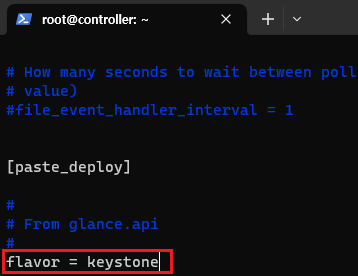 root@controller: ~
# How many seconds to wait between poll
# value)
#file_event_handler_interval = 1
[paste_deploy]
#
# From glance.api
#
flavor = keystone